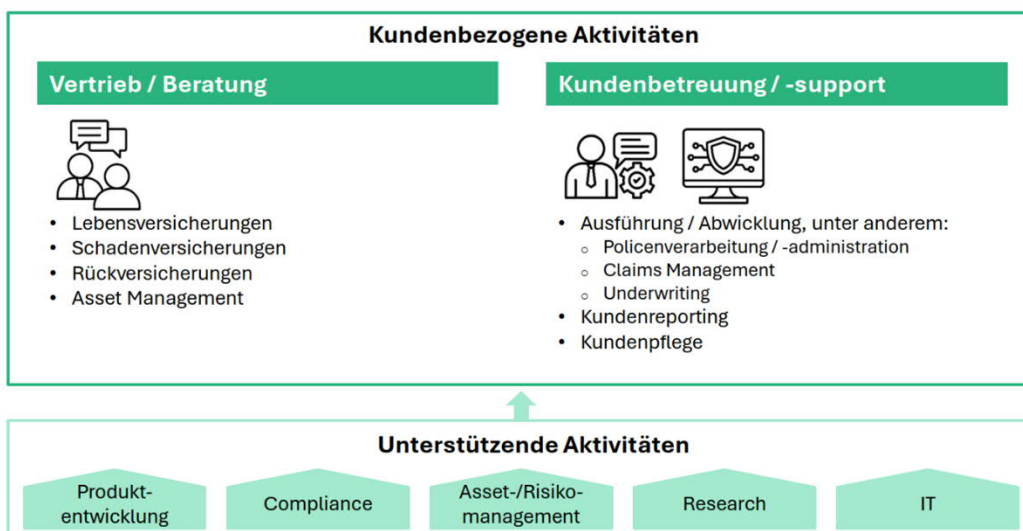 Kundenbezogene Aktivitäten
Vertrieb / Beratung
• Lebensversicherungen
• Schadenversicherungen
• Rückversicherungen
• Asset Management
Kundenbetreuung / -support
• Ausführung / Abwicklung, unter anderem:
o Policenverarbeitung / -administration
o Claims Management
o Underwriting
• Kundenreporting
• Kundenpflege
Unterstützende Aktivitäten
Produkt-
entwicklung
Compliance
Asset-/Risiko-
management
Research
IT